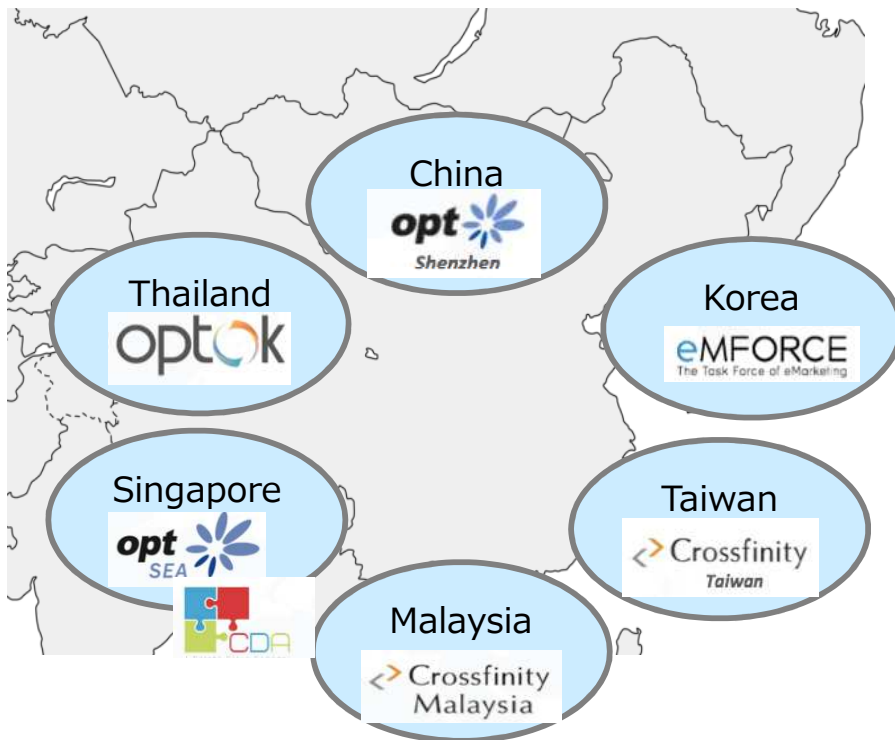 China
opt
Shenzhen
Thailand
optok
Korea
eMFORCE
The Task Force of eMarketing
Singapore
opt
SEA
CDA
Taiwan
Crossfinity
Taiwan
Malaysia
Crossfinity
Malaysia